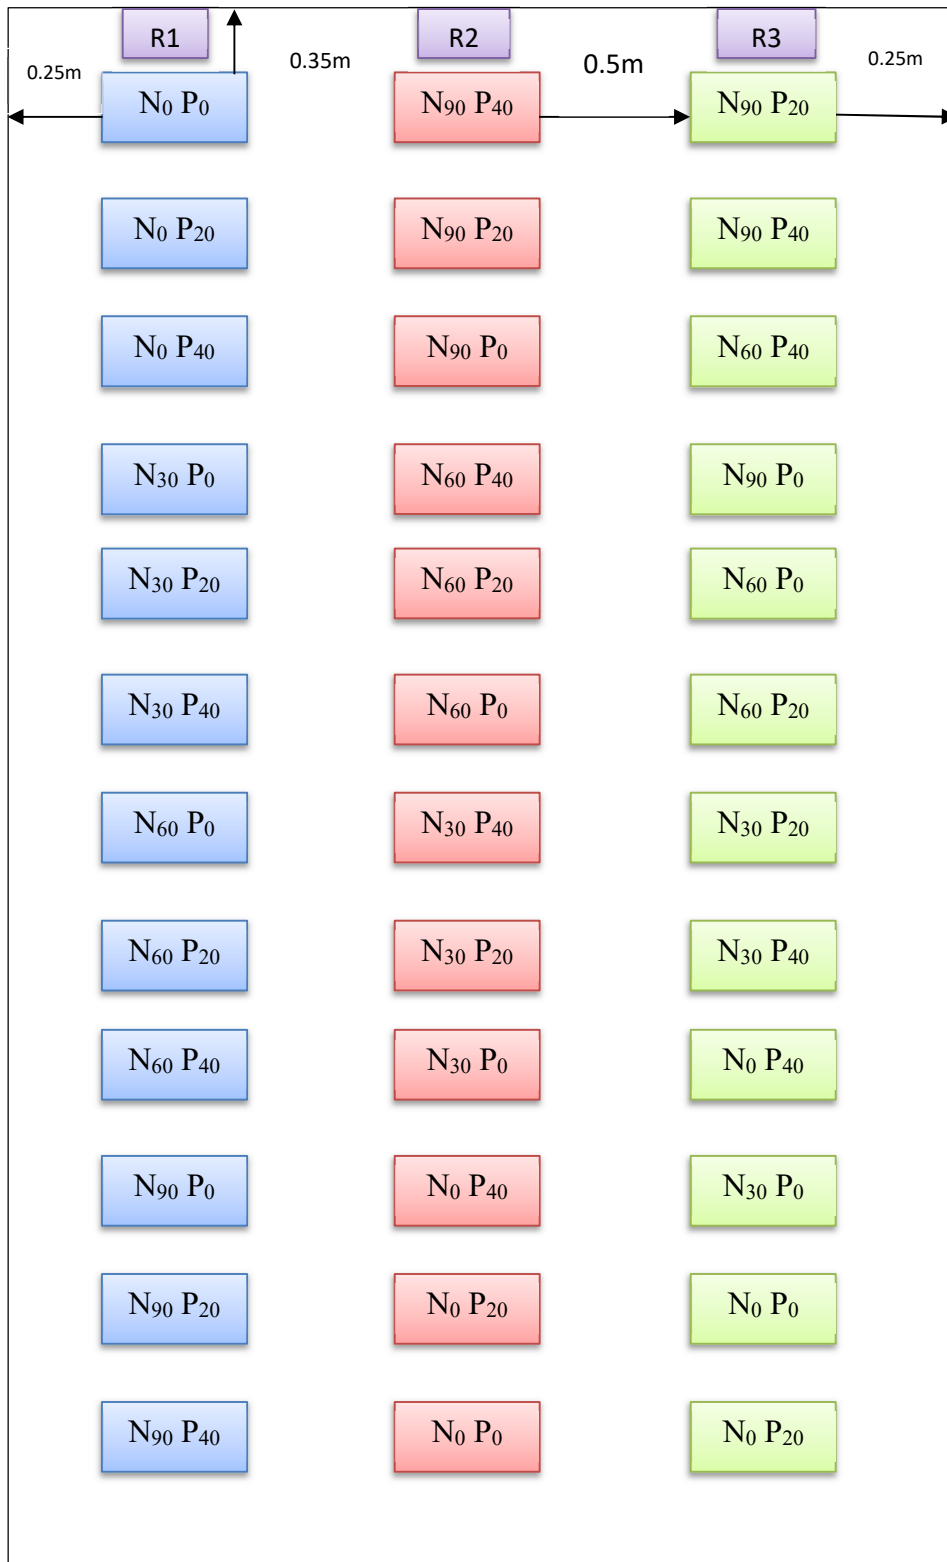 R1 R2 R3
0.25m 0.35m 0.5m 0.25m
N₀ P₀ N₉₀ P₄₀ N₉₀ P₂₀
N₀ P₂₀ N₉₀ P₂₀ N₉₀ P₄₀
N₀ P₄₀ N₉₀ P₀ N₆₀ P₄₀
N₃₀ P₀ N₆₀ P₄₀ N₉₀ P₀
N₃₀ P₂₀ N₆₀ P₂₀ N₆₀ P₀
N₃₀ P₄₀ N₆₀ P₀ N₆₀ P₂₀
N₆₀ P₀ N₃₀ P₄₀ N₃₀ P₂₀
N₆₀ P₂₀ N₃₀ P₂₀ N₃₀ P₄₀
N₆₀ P₄₀ N₃₀ P₀ N₀ P₄₀
N₉₀ P₀ N₀ P₄₀ N₃₀ P₀
N₉₀ P₂₀ N₀ P₂₀ N₀ P₀
N₉₀ P₄₀ N₀ P₀ N₀ P₂₀